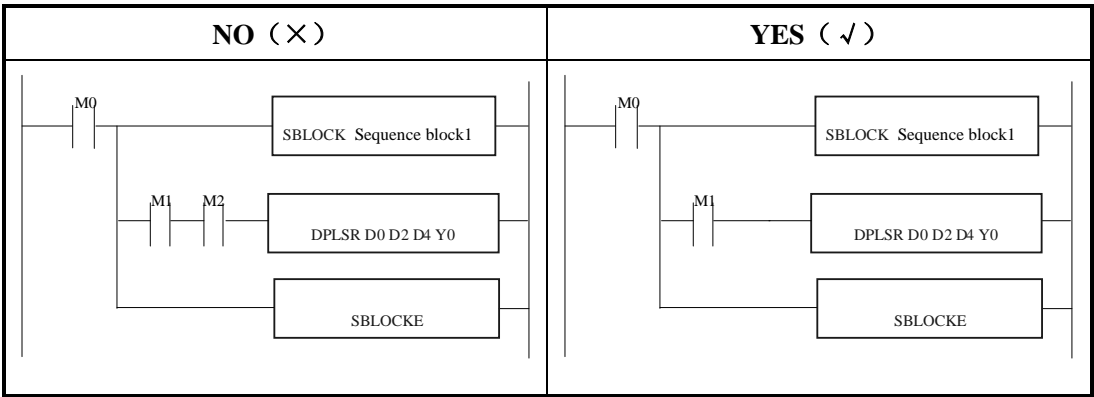 NO (×)
YES (√)
M0
SBLOCK Sequence block1
M1 M2
DPLSR D0 D2 D4 Y0
SBLOCKE
M0
SBLOCK Sequence block1
M1
DPLSR D0 D2 D4 Y0
SBLOCKE